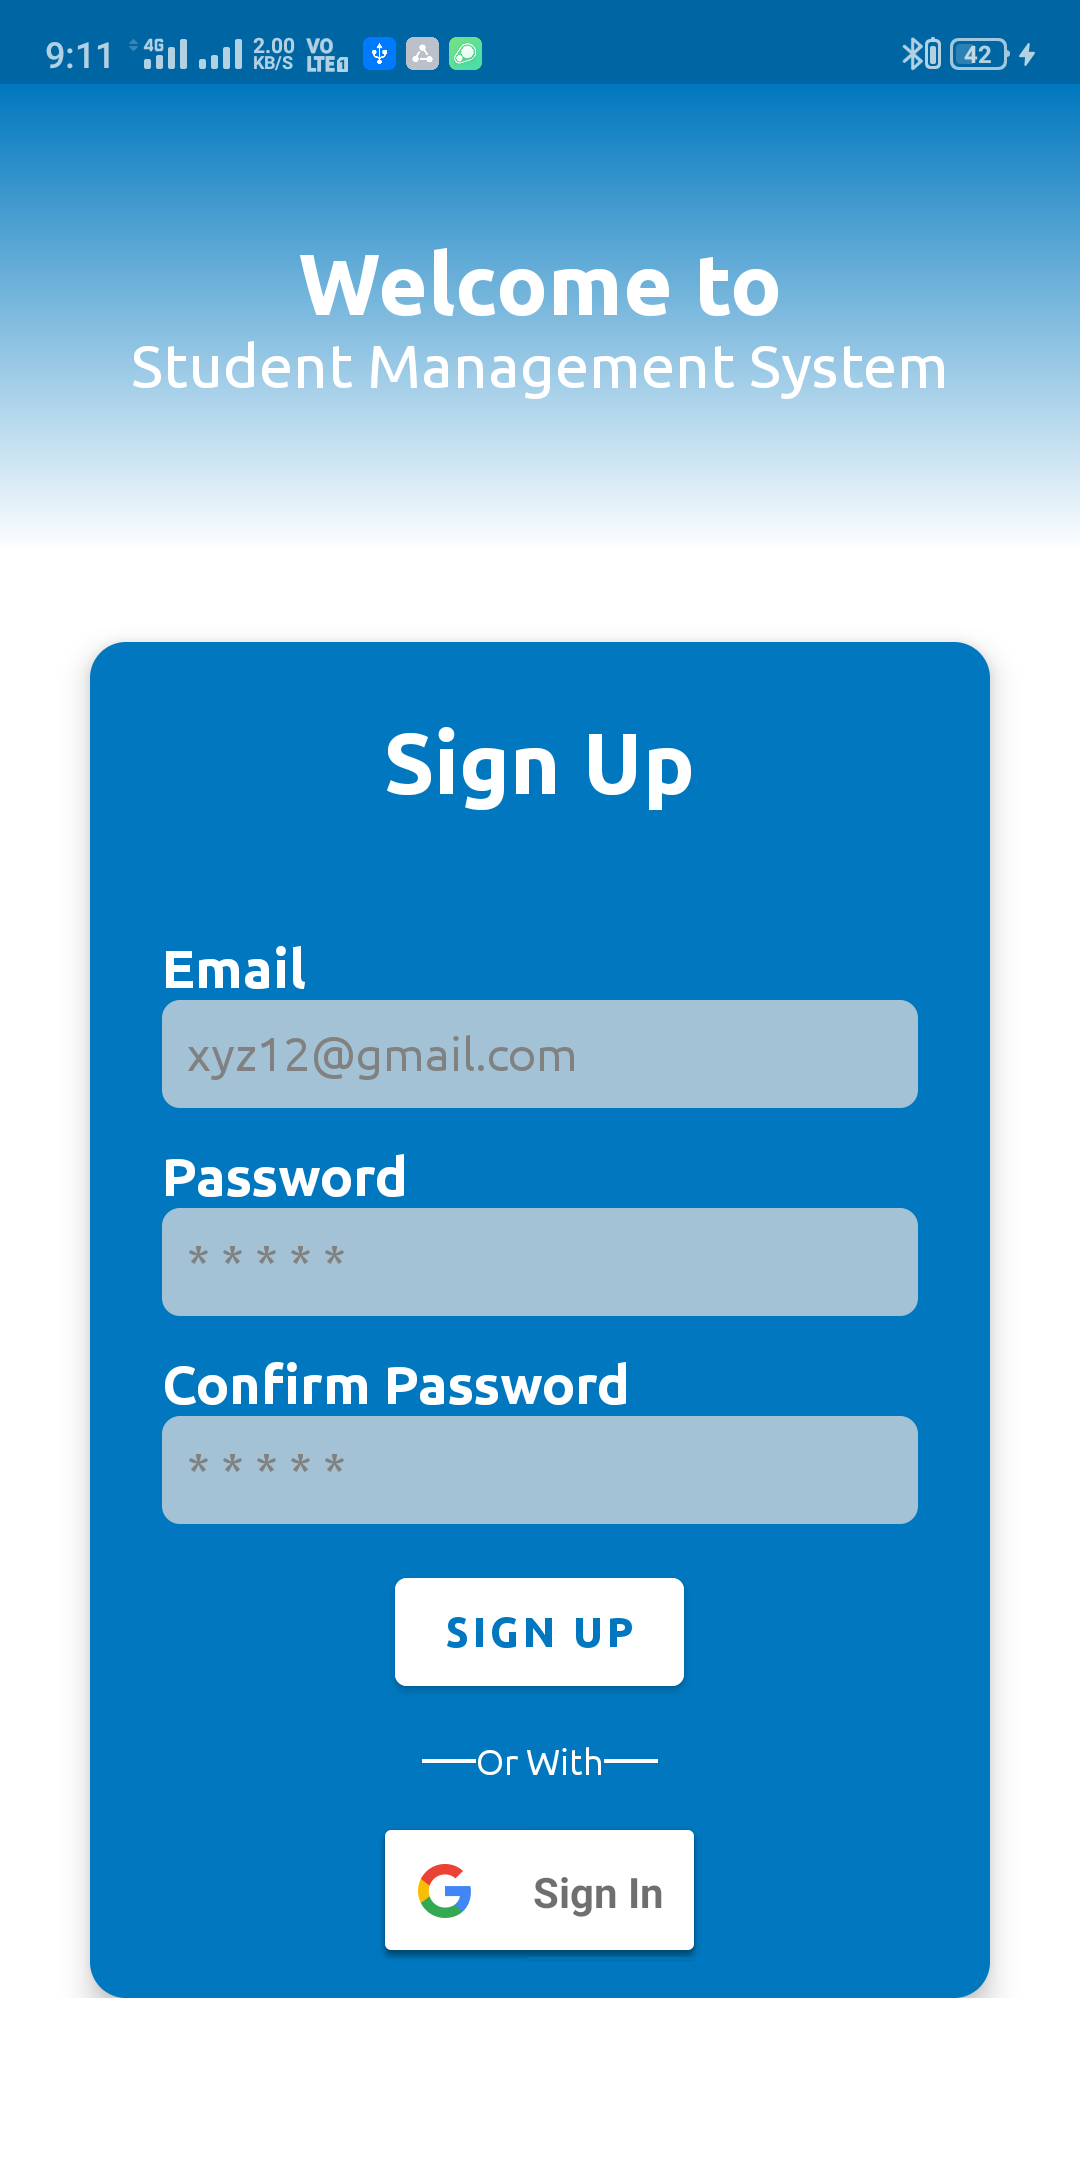 9:11 4G 2.00 KB/S VO LTE 1 42
Welcome to
Student Management System
Sign Up
Email
xyz12@gmail.com
Password
* * * * *
Confirm Password
* * * * *
SIGN UP
Or With
Sign In